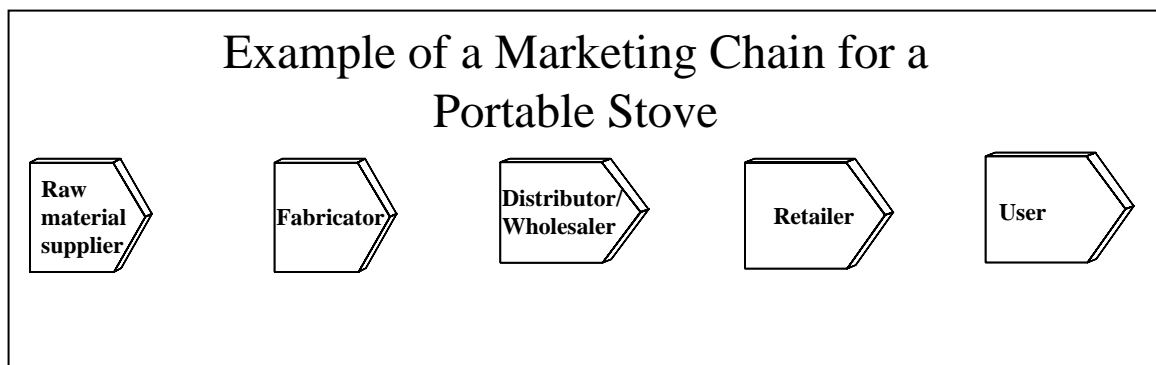 Example of a Marketing Chain for a
Portable Stove
Raw
material
supplier
Fabricator
Distributor/
Wholesaler
Retailer
User